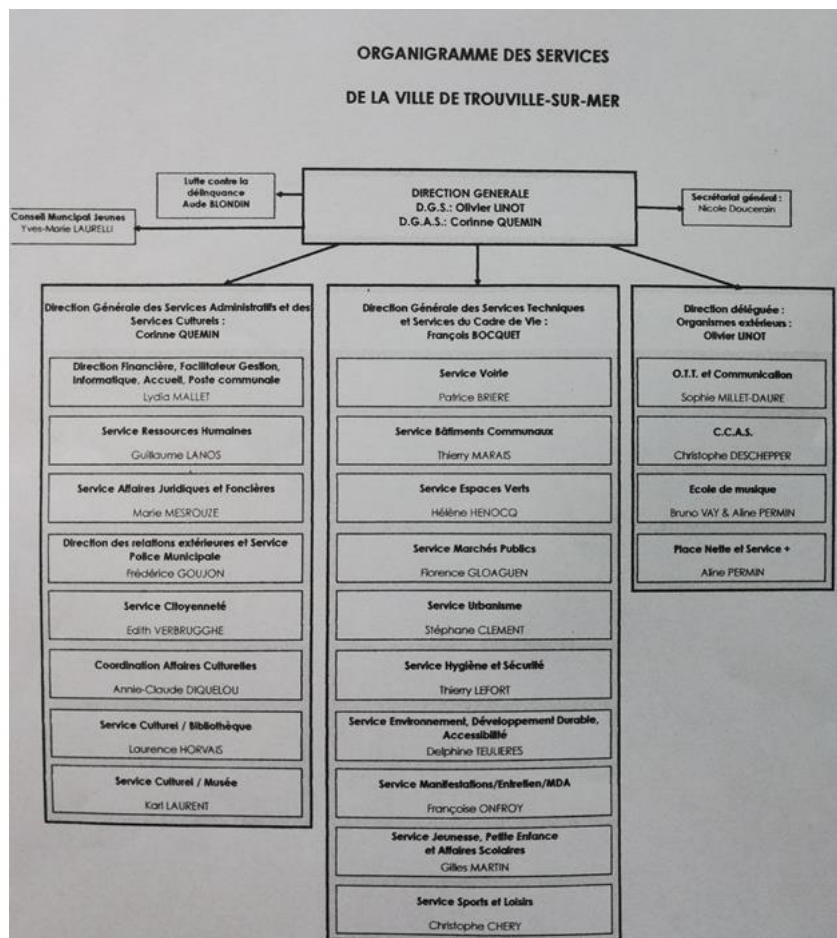 ORGANIGRAMME DES SERVICES
DE LA VILLE DE TROUVILLE-SUR-MER
Lutte contre la
délinquance
Aude BLONDIN
Conseil Muncipal Jeunes
Yves-Marie LAURELLI
DIRECTION GENERALE
D.G.S.: Olivier LINOT
D.G.A.S.: Corinne QUEMIN
Secrétariat général :
Nicole Doucerain
Direction Générale des Services Administratifs et des
Services Culturels :
Corinne QUEMIN
Direction Financière, Facilitateur Gestion,
Informatique, Accueil, Poste communale
Lydia MALLET
Service Ressources Humaines
Guillaume LANOS
Service Affaires Juridiques et Foncières
Marie MESROUZE
Direction des relations extérieures et Service
Police Municipale
Frédérice GOUJON
Service Citoyenneté
Edith VERBRUGGHE
Coordination Affaires Culturelles
Annie-Claude DIQUELOU
Service Culturel / Bibliothèque
Laurence HORVAIS
Service Culturel / Musée
Karl LAURENT
Direction Générale des Services Techniques
et Services du Cadre de Vie :
François BOCQUET
Service Voirie
Patrice BRIERE
Service Bâtiments Communaux
Thierry MARAIS
Service Espaces Verts
Hélène HENOCQ
Service Marchés Publics
Florence GLOAGUEN
Service Urbanisme
Stéphane CLEMENT
Service Hygiène et Sécurité
Thierry LEFORT
Service Environnement, Développement Durable,
Accessibilité
Delphine TEULIERES
Service Manifestations/Entretien/MDA
Françoise ONFROY
Service Jeunesse, Petite Enfance
et Affaires Scolaires
Gilles MARTIN
Service Sports et Loisirs
Christophe CHERY
Direction déléguée :
Organismes extérieurs :
Olivier LINOT
O.T.T. et Communication
Sophie MILLET-DAURE
C.C.A.S.
Christophe DESCHEPPER
Ecole de musique
Bruno VAY & Aline PERMIN
Place Nette et Service +
Aline PERMIN